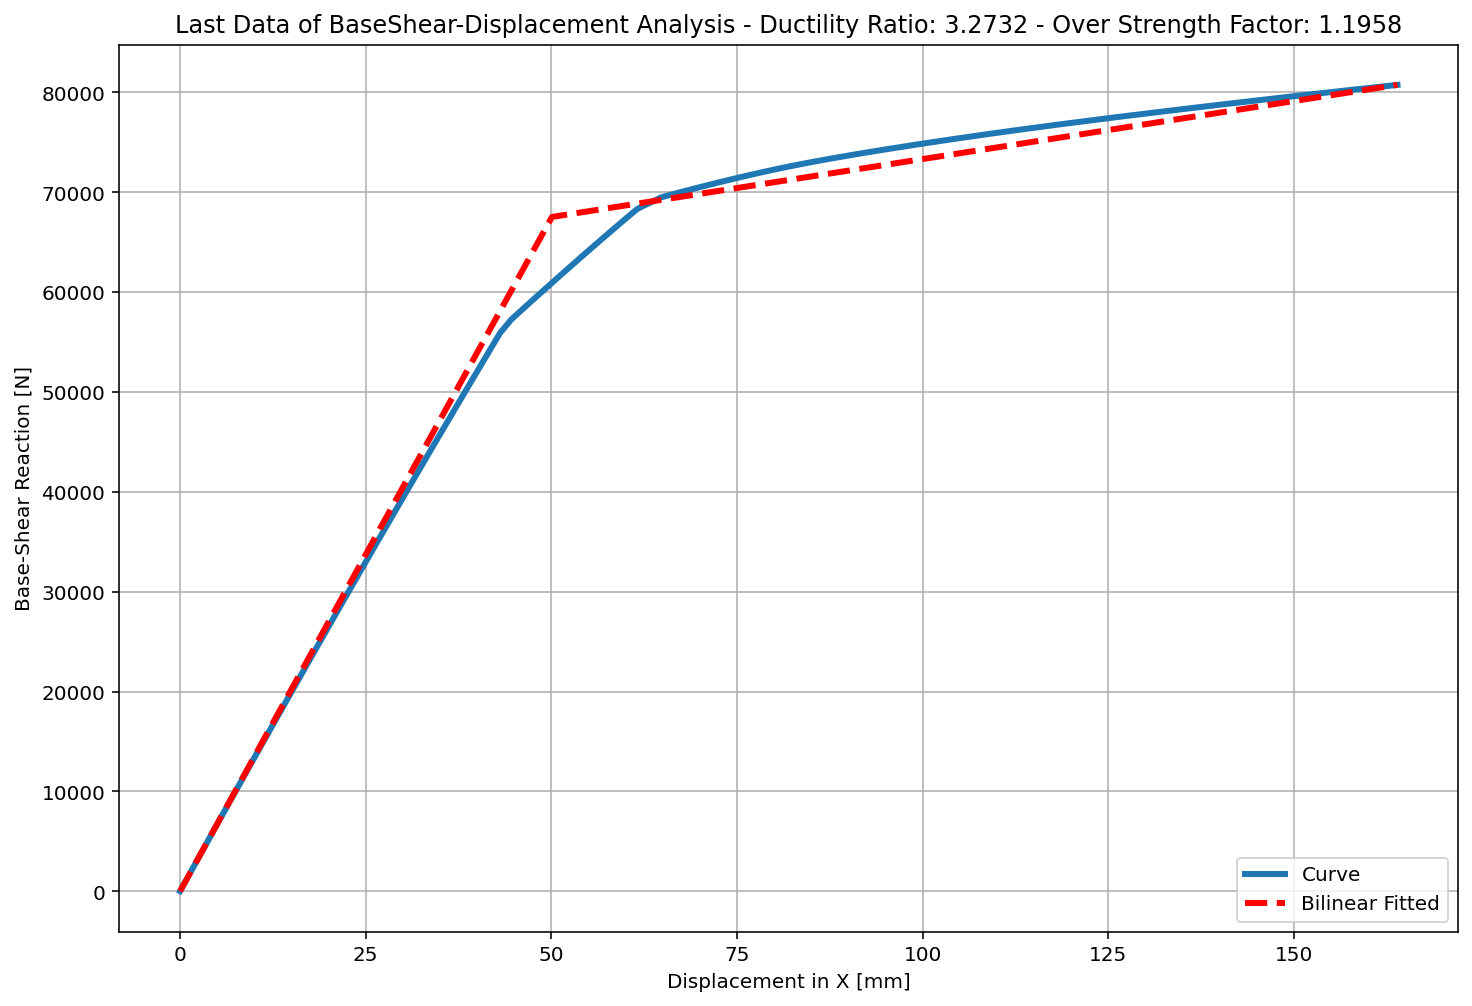 Last Data of BaseShear-Displacement Analysis - Ductility Ratio: 3.2732 - Over Strength Factor: 1.1958
Base-Shear Reaction [N]
80000
70000
60000
50000
40000
30000
20000
10000
0
0 25 50 75 100 125 150
Displacement in X [mm]
Curve
Bilinear Fitted